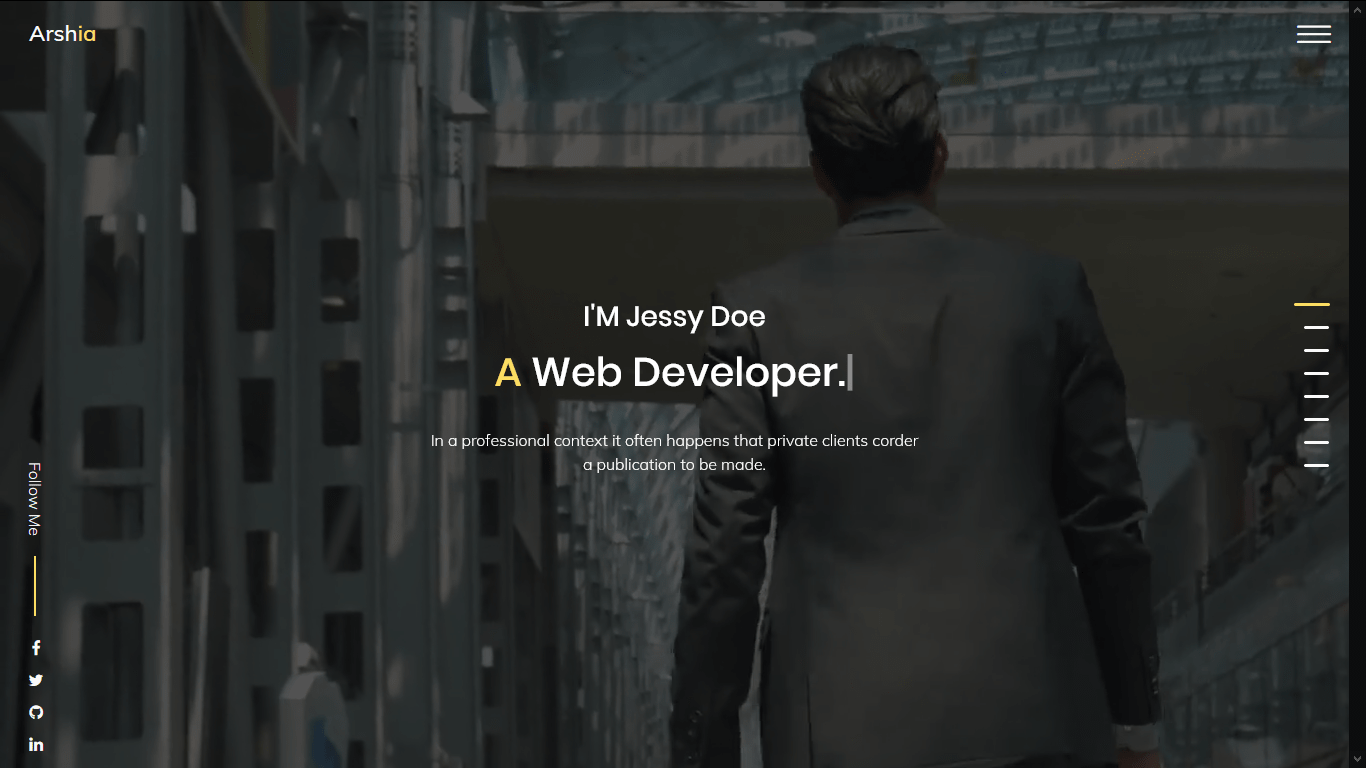 Arshia
I'M Jessy Doe
A Web Developer.
In a professional context it often happens that private clients corder
a publication to be made.
Follow Me